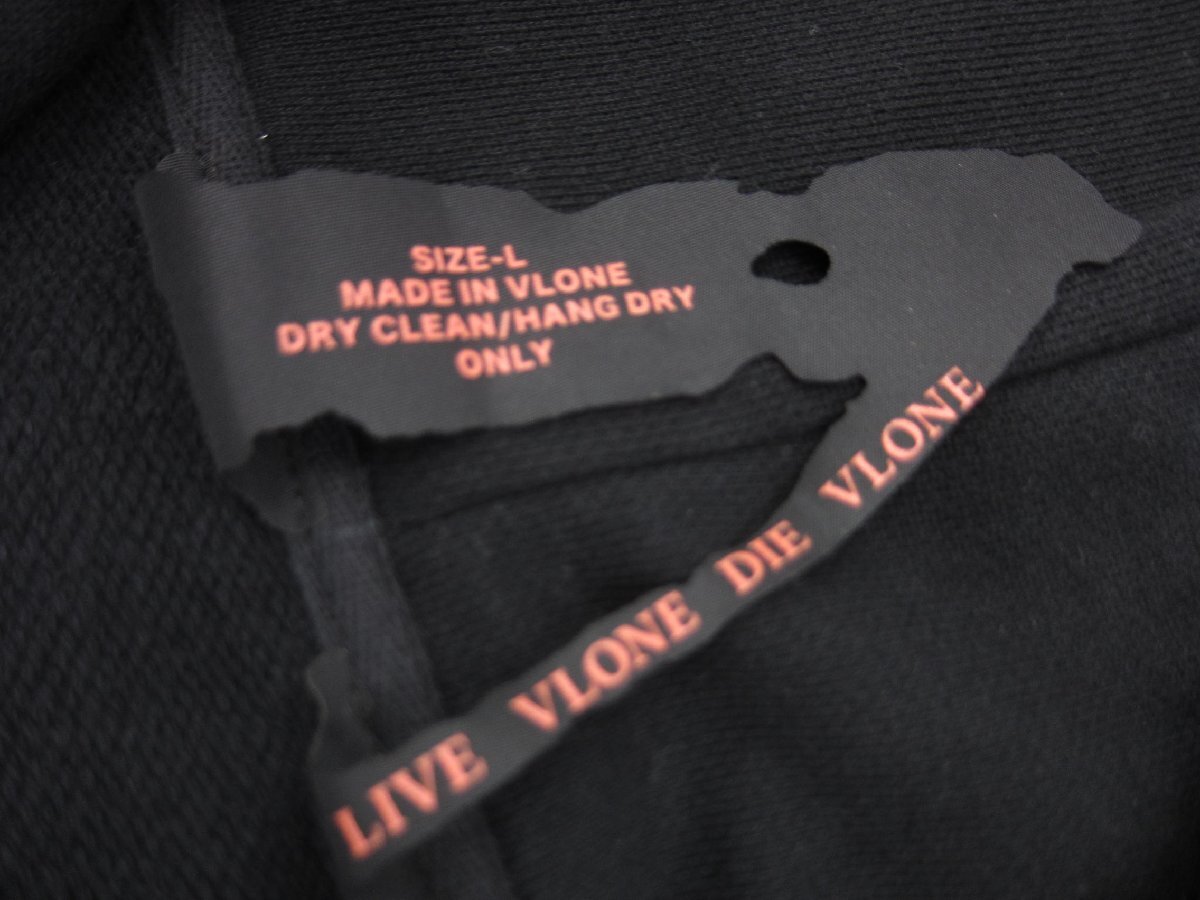 SIZE-L
MADE IN VLONE
DRY CLEAN/HANG DRY
ONLY
LIVE VLONE DIE VLONE